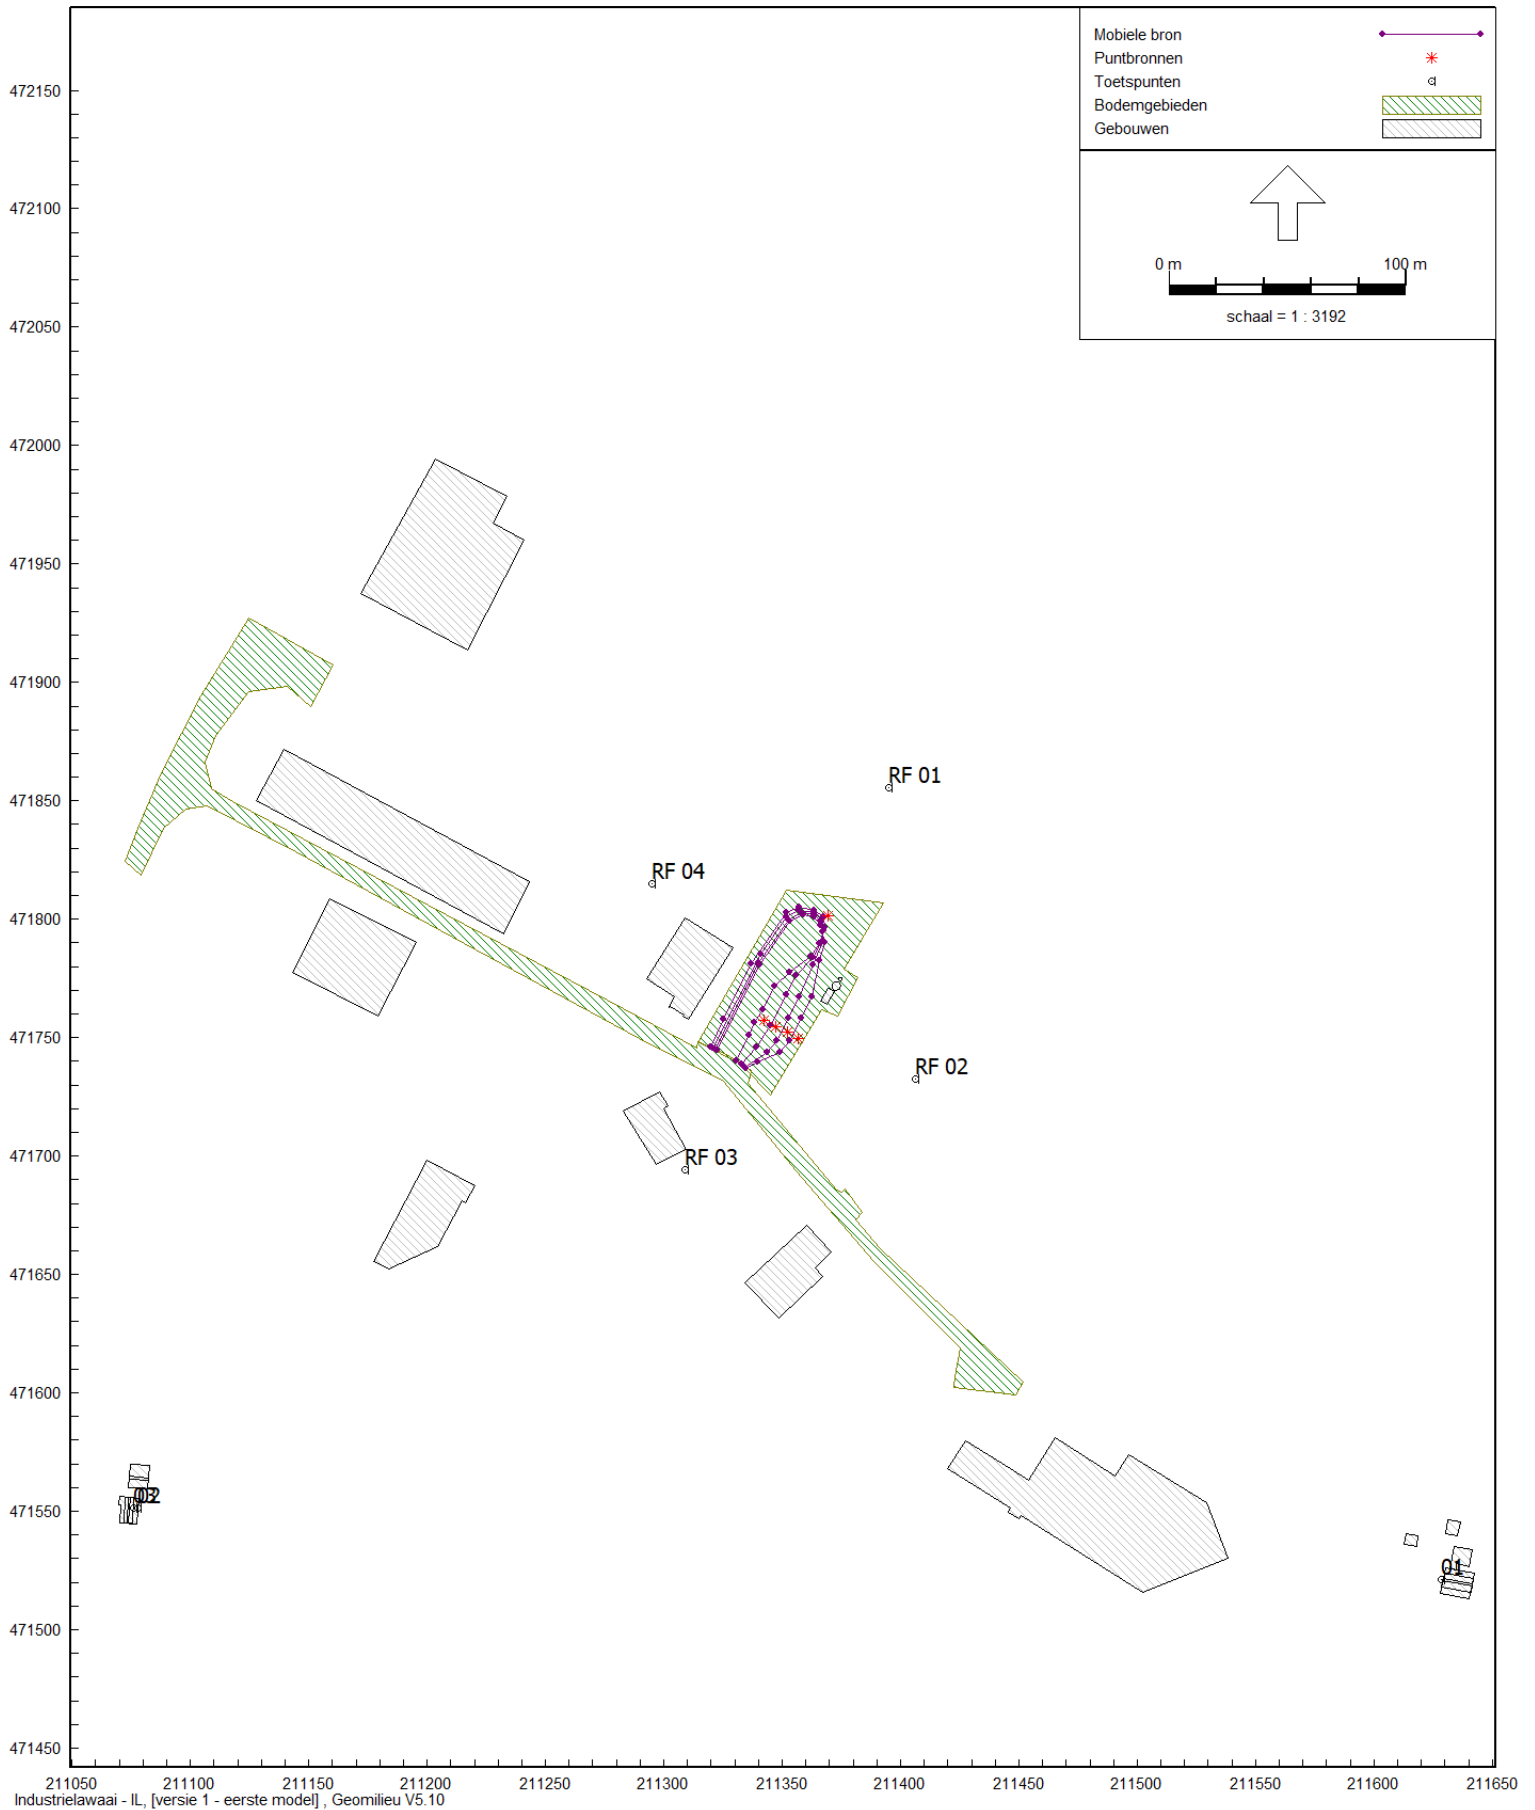 Mobiele bron
Puntbronnen
Toetspunten
Bodemgebieden
Gebouwen
0 m 100 m
schaal = 1 : 3192
472150
472100
472050
472000
471950
471900
471850
471800
471750
471700
471650
471600
471550
471500
471450
RF 01
RF 04
RF 02
RF 03
02
01
211050 211100 211150 211200 211250 211300 211350 211400 211450 211500 211550 211600 211650
Industrielawaai - IL, [versie 1 - eerste model] , Geomilieu V5.10